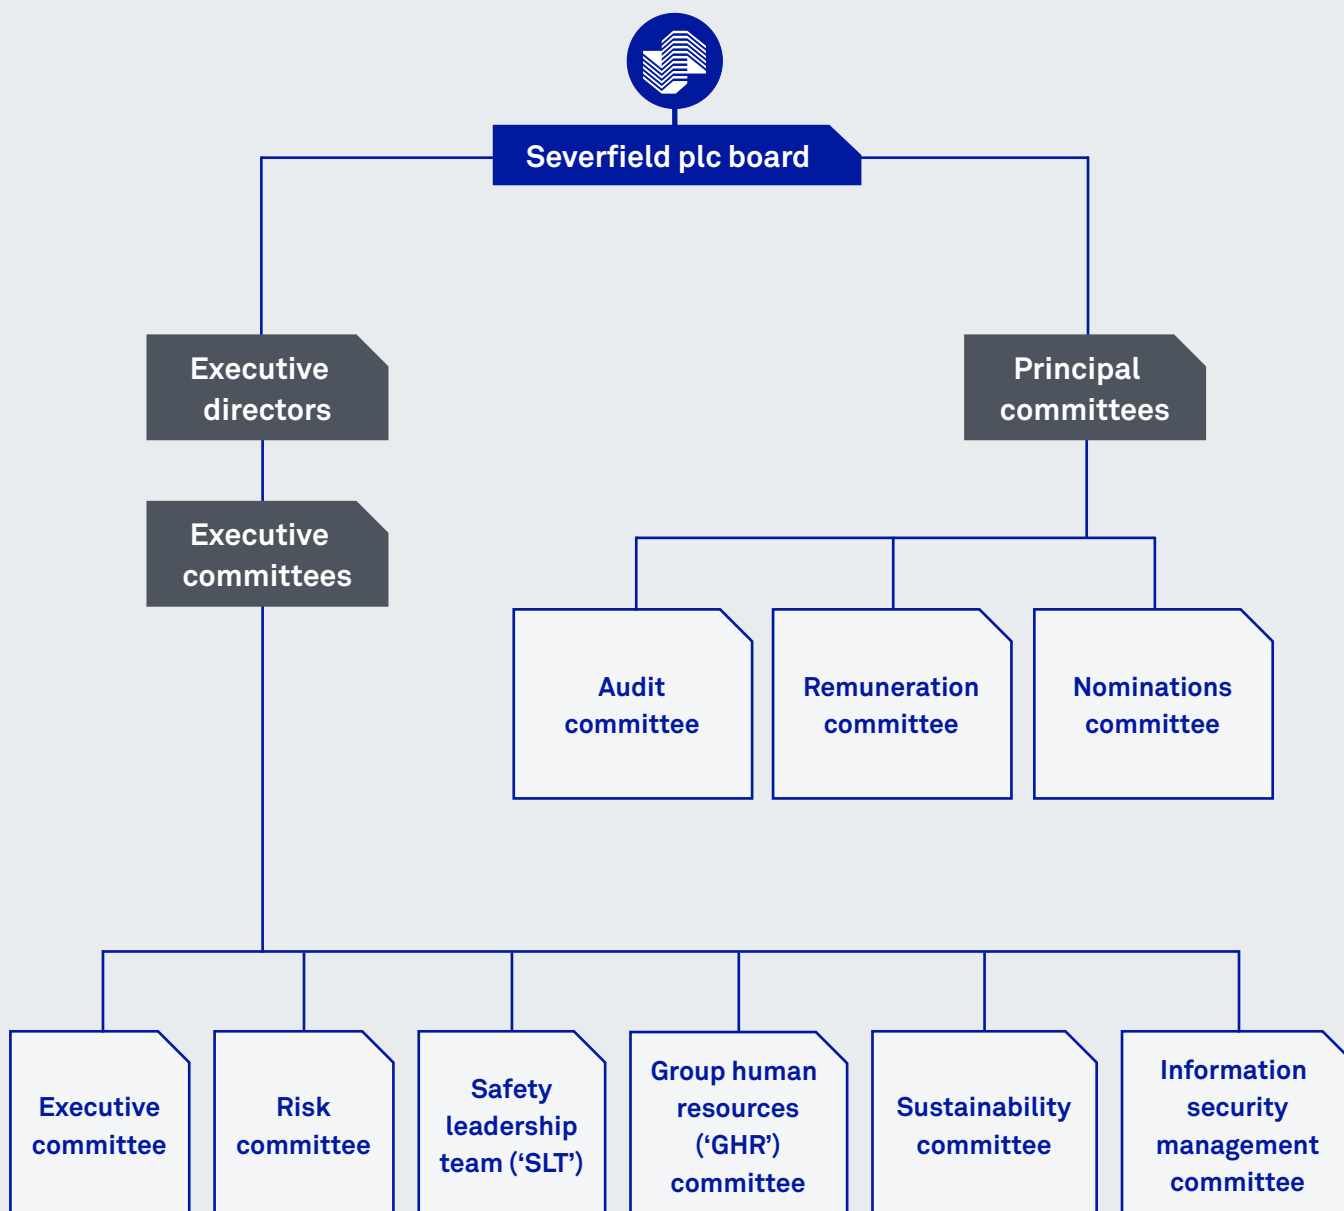 Severfield plc board
Executive
directors
Principal
committees
Executive
committees
Audit
committee
Remuneration
committee
Nominations
committee
Executive
committee
Risk
committee
Safety
leadership
team (‘SLT’)
Group human
resources
(‘GHR’)
committee
Sustainability
committee
Information
security
management
committee